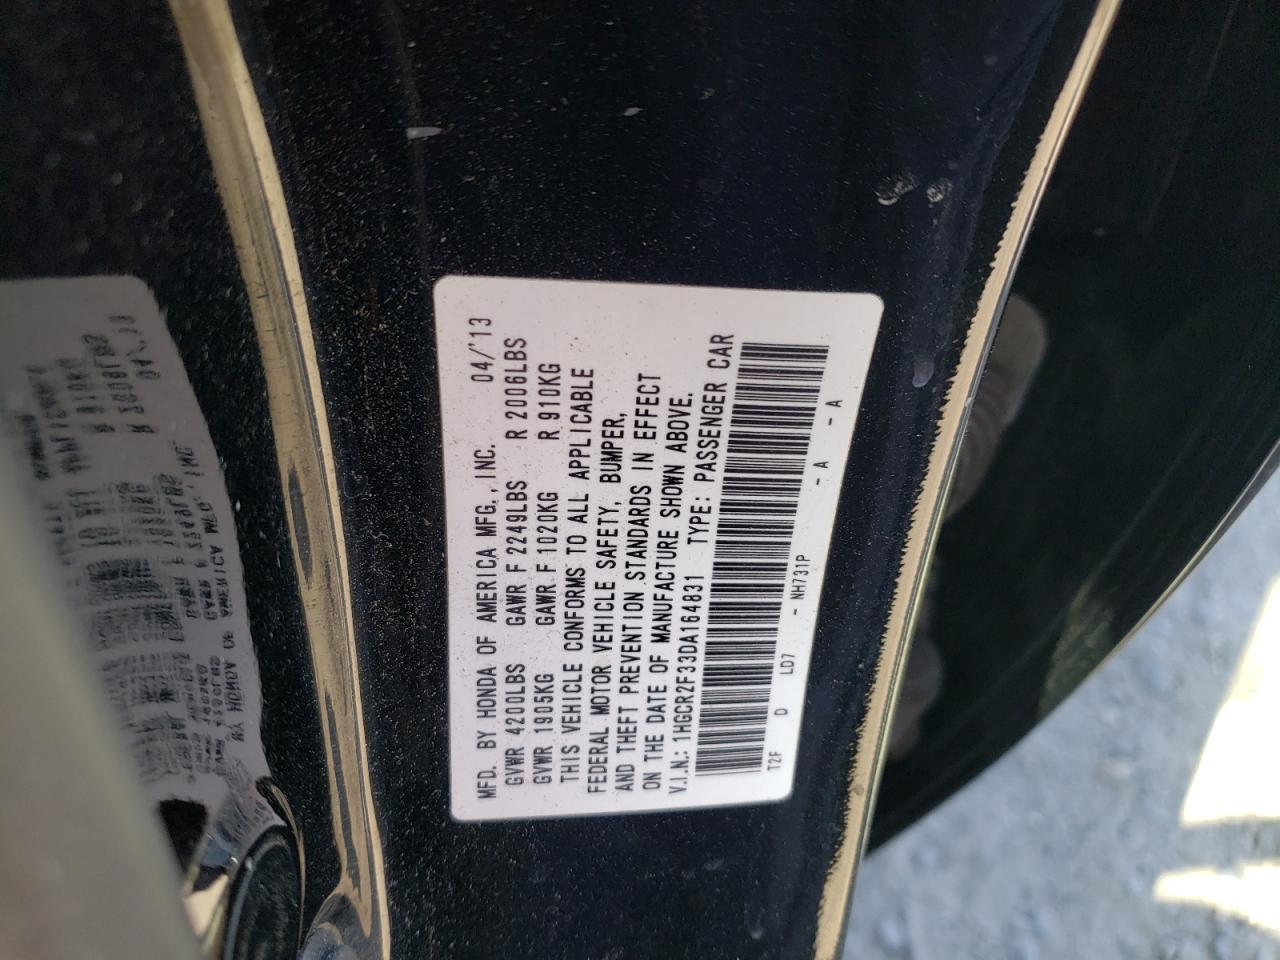 MFD. BY HONDA OF AMERICA MFG., INC. 04/'13
GVWR 4200LBS GAWR F 2249LBS R 2006LBS
GVWR 1905KG GAWR F 1020KG R 910KG
THIS VEHICLE CONFORMS TO ALL APPLICABLE
FEDERAL MOTOR VEHICLE SAFETY, BUMPER,
AND THEFT PREVENTION STANDARDS IN EFFECT
ON THE DATE OF MANUFACTURE SHOWN ABOVE.
V.I.N.: 1HGCR2F33DA164831 TYPE: PASSENGER CAR
T2F D LD7 - NH731P - A - A